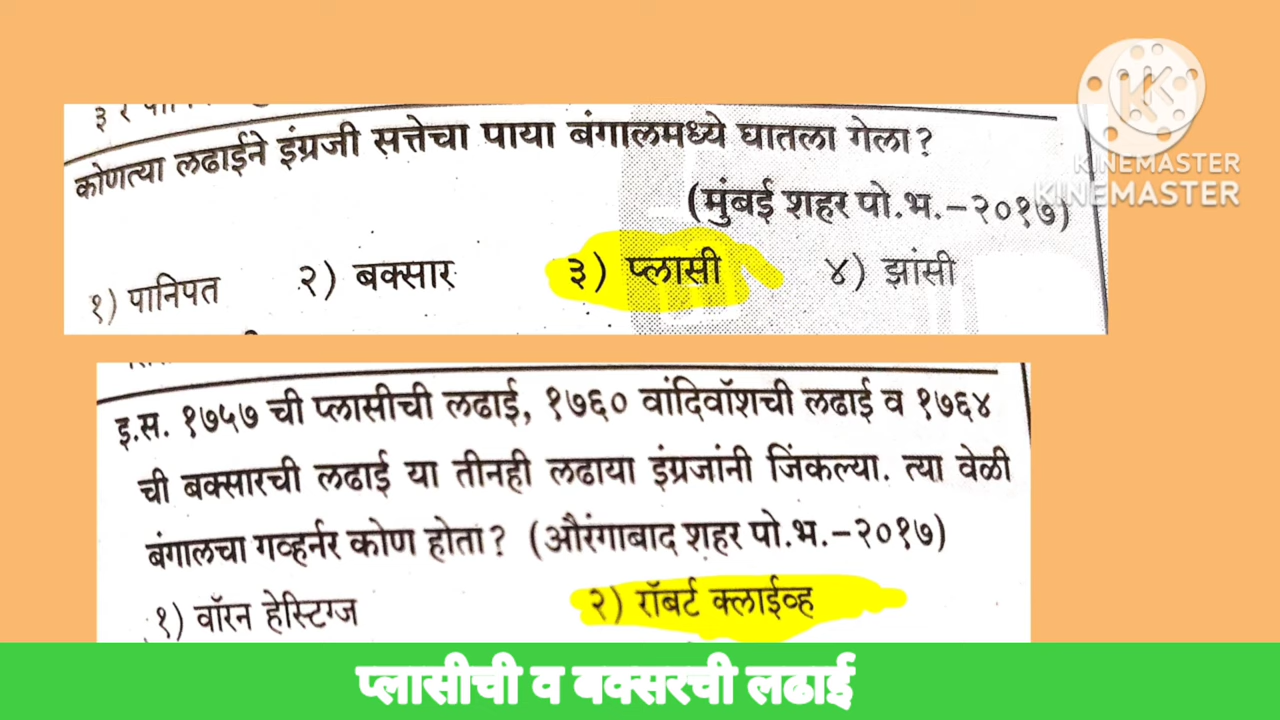 KINEMASTER
KINEMASTER
कोणत्या लढाईने इंग्रजी सत्तेचा पाया बंगालमध्ये घातला गेला?
(मुंबई शहर पो.भ.-२०१७)
१) पानिपत २) बक्सार ३) प्लासी ४) झांसी
इ.स. १७५७ ची प्लासीची लढाई, १७६० वांदिवॉशची लढाई व १७६४
ची बक्सारची लढाई या तीनही लढाया इंग्रजांनी जिंकल्या. त्या वेळी
बंगालचा गव्हर्नर कोण होता? (औरंगाबाद शहर पो.भ.-२०१७)
१) वॉरन हेस्टिग्ज २) रॉबर्ट क्लाईव्ह
प्लासीची व बक्सरची लढाई